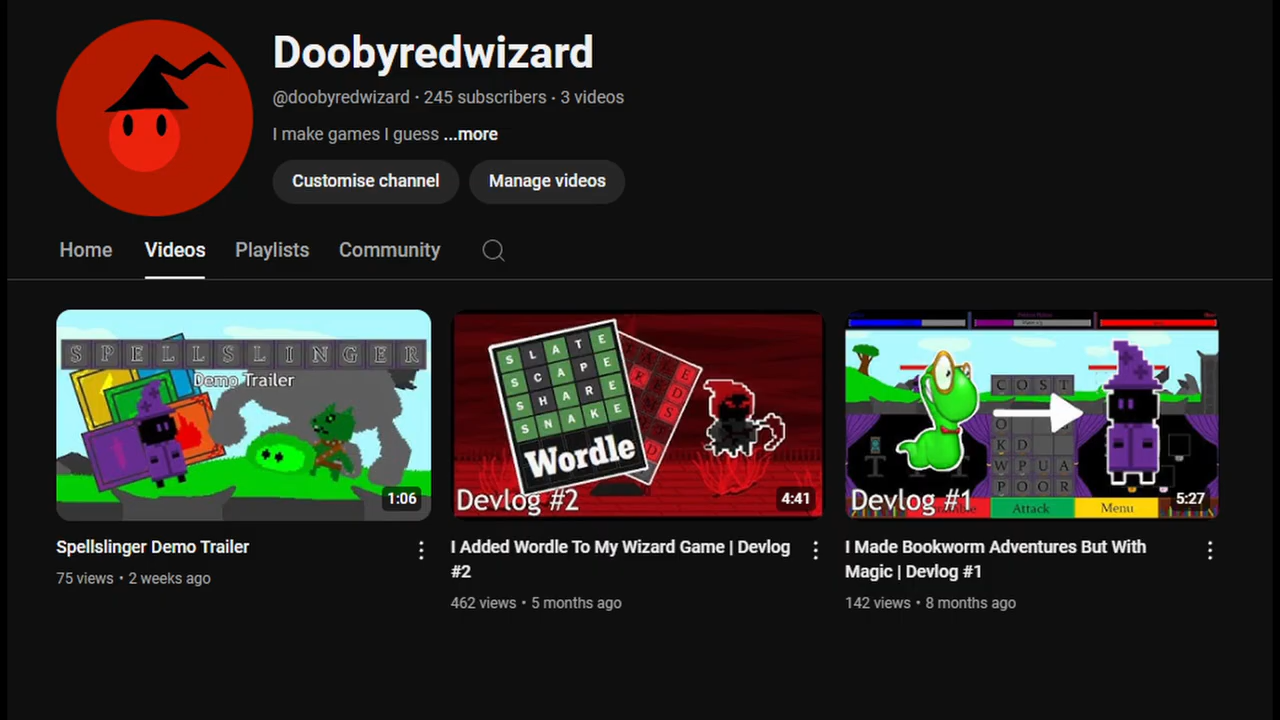 Doobyredwizard
@doobyredwizard · 245 subscribers · 3 videos
I make games I guess ...more
Customise channel
Manage videos
Home
Videos
Playlists
Community
SPELLSLINGER
Demo Trailer
1:06
SLATE
SCAPE
SHARE
SNAKE
Wordle
Devlog #2
4:41
COST
KD
WPUA
POOR
Attack
Menu
Devlog #1
5:27
Spellslinger Demo Trailer
75 views • 2 weeks ago
I Added Wordle To My Wizard Game | Devlog
#2
462 views • 5 months ago
I Made Bookworm Adventures But With
Magic | Devlog #1
142 views • 8 months ago